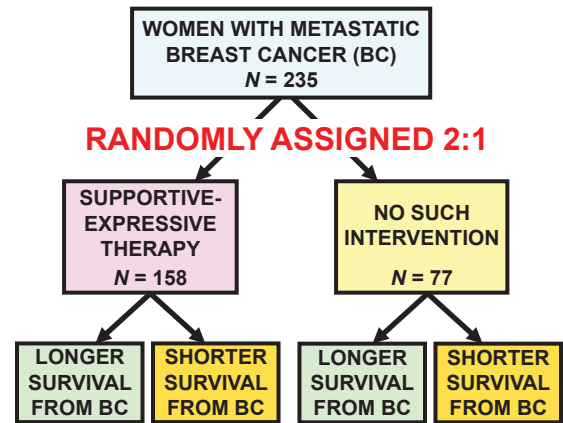 WOMEN WITH METASTATIC
BREAST CANCER (BC)
N = 235
RANDOMLY ASSIGNED 2:1
SUPPORTIVE-
EXPRESSIVE
THERAPY
N = 158
NO SUCH
INTERVENTION
N = 77
LONGER
SURVIVAL
FROM BC
SHORTER
SURVIVAL
FROM BC
LONGER
SURVIVAL
FROM BC
SHORTER
SURVIVAL
FROM BC